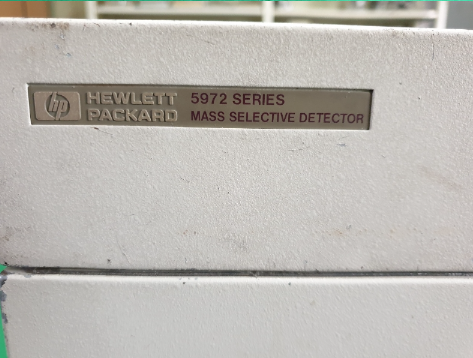 hp HEWLETT PACKARD
5972 SERIES
MASS SELECTIVE DETECTOR